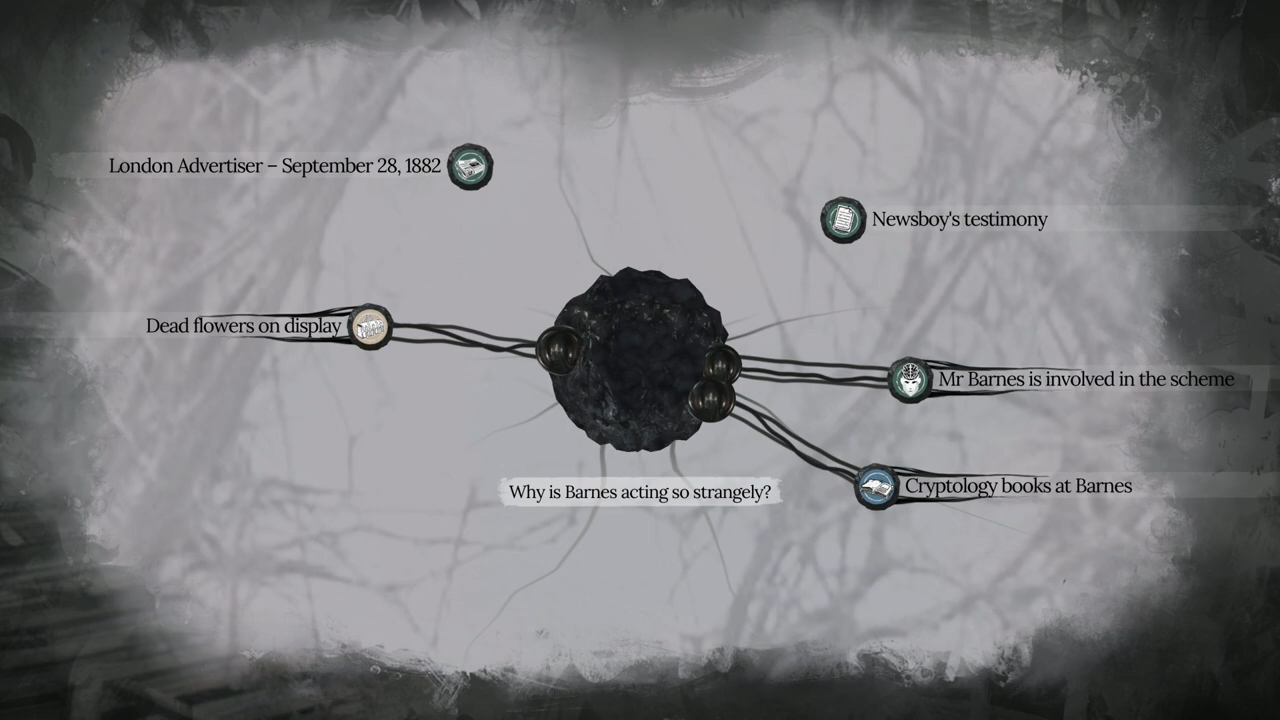 London Advertiser – September 28, 1882
Newsboy's testimony
Dead flowers on display
Mr Barnes is involved in the scheme
Cryptology books at Barnes
Why is Barnes acting so strangely?